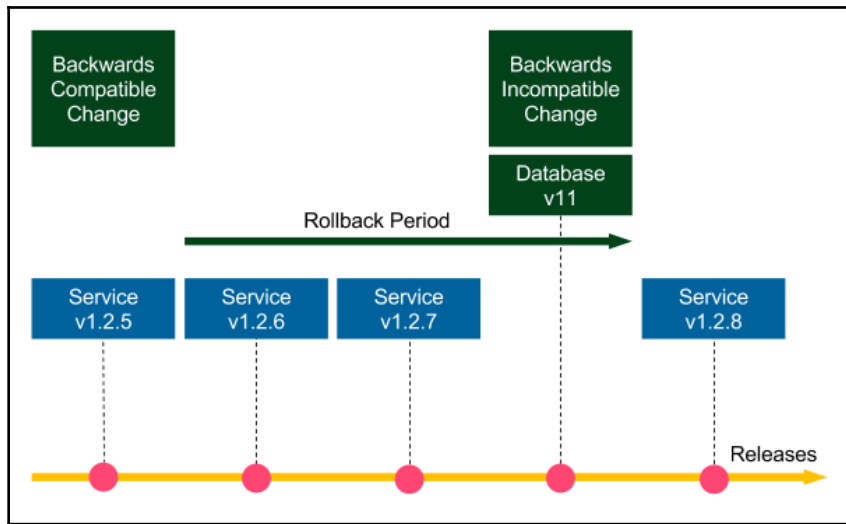 Backwards
Compatible
Change
Backwards
Incompatible
Change
Database
v11
Rollback Period
Service
v1.2.5
Service
v1.2.6
Service
v1.2.7
Service
v1.2.8
Releases